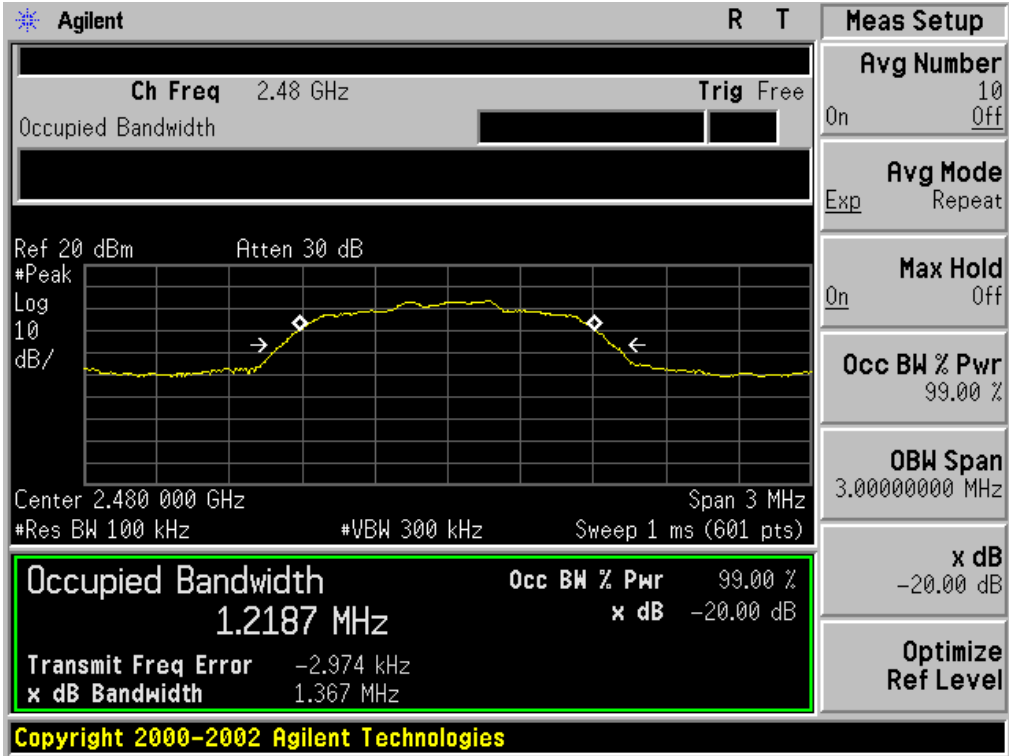 Agilent R T
Ch Freq 2.48 GHz Trig Free
Occupied Bandwidth
Ref 20 dBm Atten 30 dB
#Peak
Log
10
dB/
Center 2.480 000 GHz Span 3 MHz
#Res BW 100 kHz #VBW 300 kHz Sweep 1 ms (601 pts)
Occupied Bandwidth
1.2187 MHz
Occ BW % Pwr 99.00 %
x dB -20.00 dB
Transmit Freq Error -2.974 kHz
x dB Bandwidth 1.367 MHz
Copyright 2000-2002 Agilent Technologies
Meas Setup
Avg Number
10
On Off
Avg Mode
Exp Repeat
Max Hold
On Off
Occ BW % Pwr
99.00 %
OBW Span
3.00000000 MHz
x dB
-20.00 dB
Optimize
Ref Level